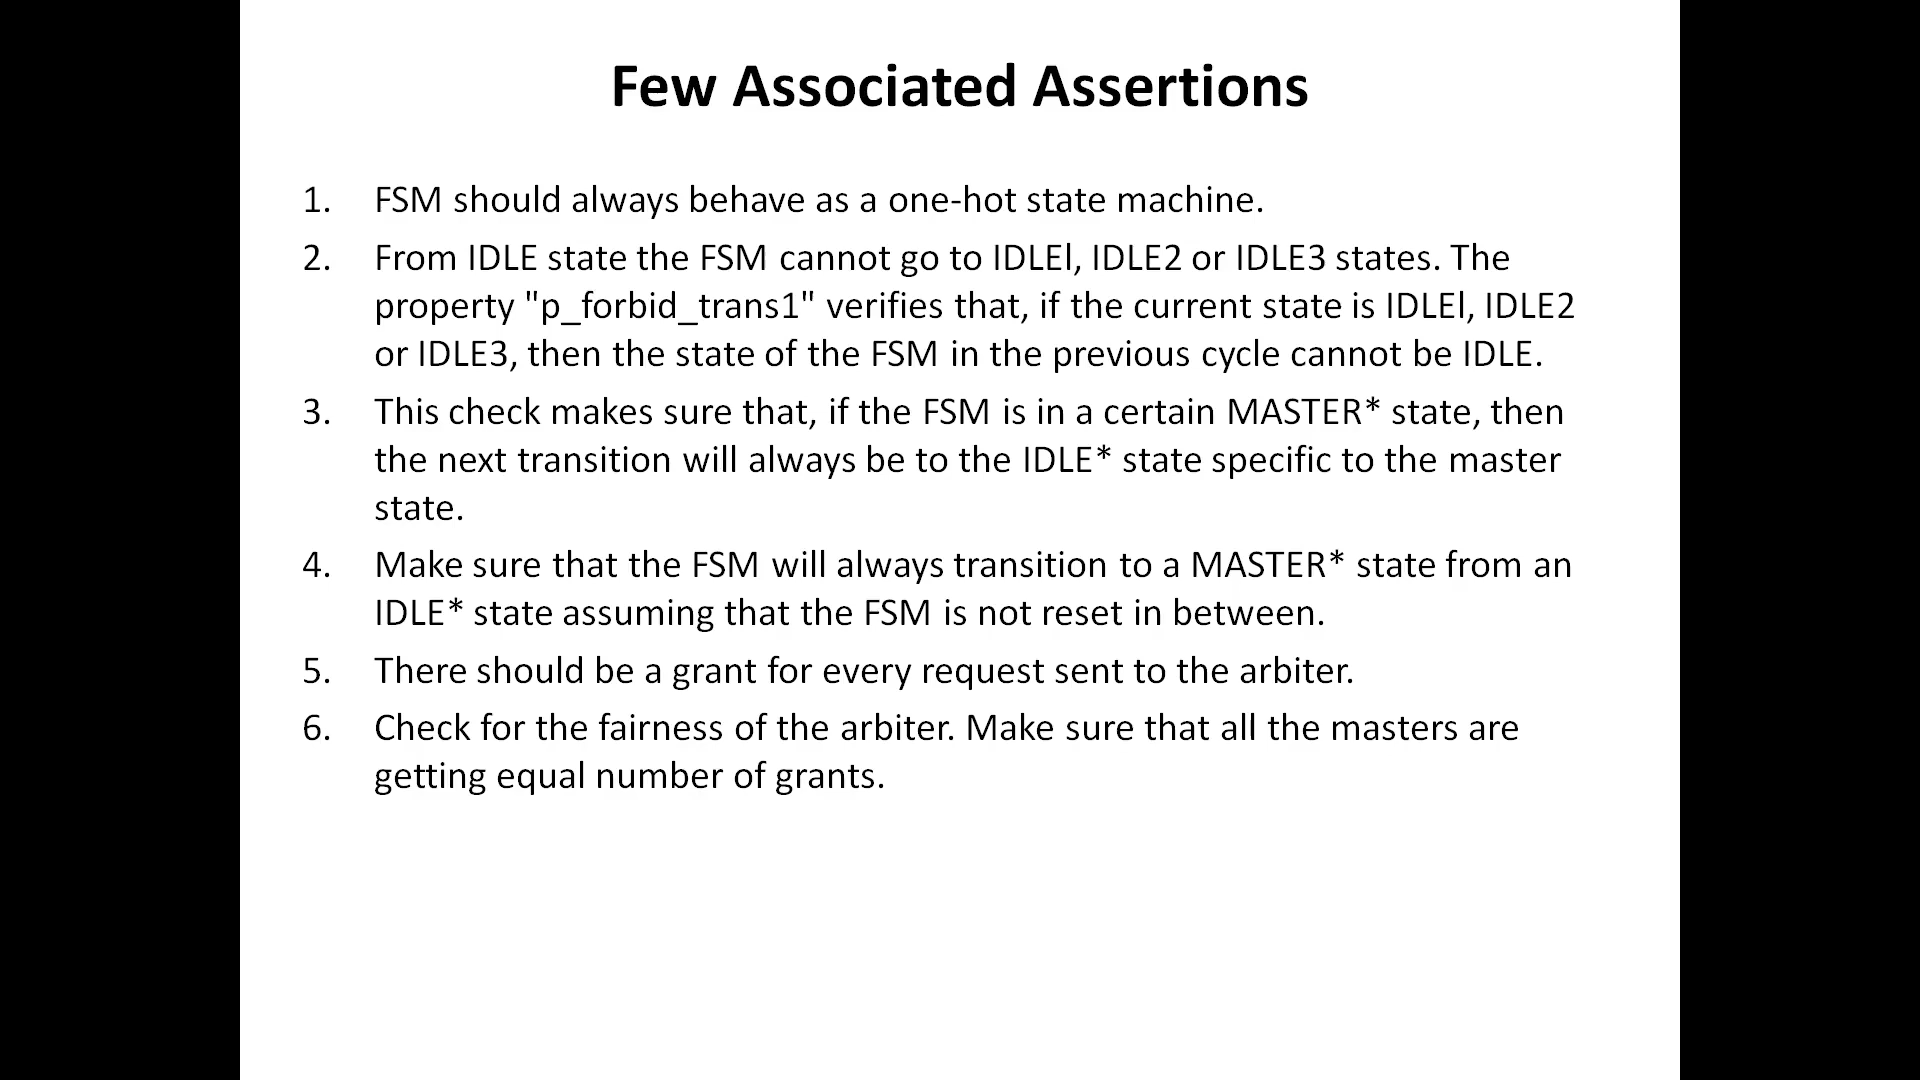 Few Associated Assertions
1. FSM should always behave as a one-hot state machine.
2. From IDLE state the FSM cannot go to IDLEl, IDLE2 or IDLE3 states. The
property "p_forbid_trans1" verifies that, if the current state is IDLEl, IDLE2
or IDLE3, then the state of the FSM in the previous cycle cannot be IDLE.
3. This check makes sure that, if the FSM is in a certain MASTER* state, then
the next transition will always be to the IDLE* state specific to the master
state.
4. Make sure that the FSM will always transition to a MASTER* state from an
IDLE* state assuming that the FSM is not reset in between.
5. There should be a grant for every request sent to the arbiter.
6. Check for the fairness of the arbiter. Make sure that all the masters are
getting equal number of grants.